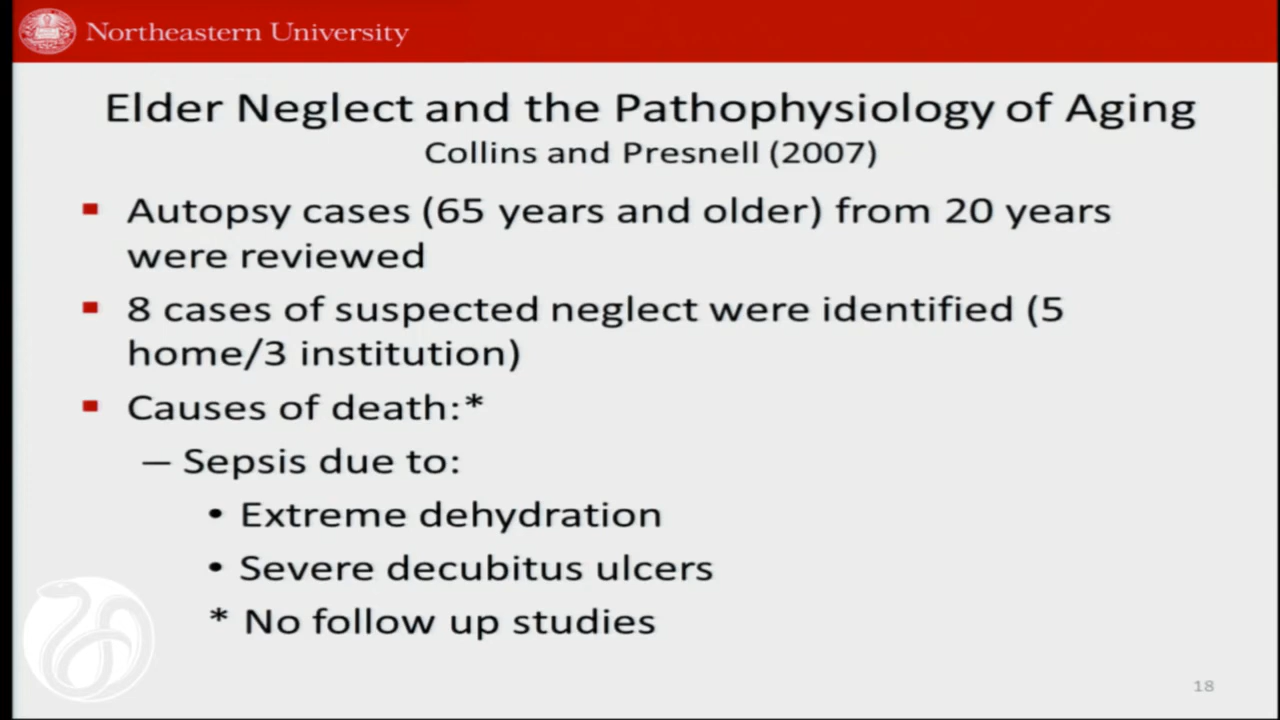 Northeastern University
Elder Neglect and the Pathophysiology of Aging
Collins and Presnell (2007)
Autopsy cases (65 years and older) from 20 years
were reviewed
8 cases of suspected neglect were identified (5
home/3 institution)
Causes of death:*
— Sepsis due to:
• Extreme dehydration
• Severe decubitus ulcers
* No follow up studies
18